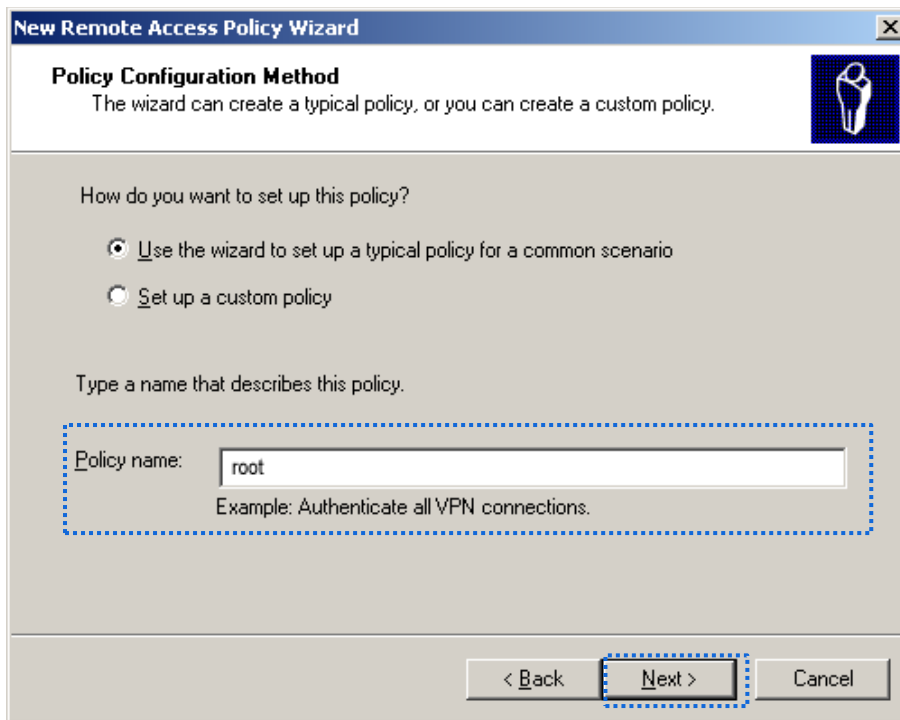 New Remote Access Policy Wizard
Policy Configuration Method
The wizard can create a typical policy, or you can create a custom policy.
How do you want to set up this policy?
Use the wizard to set up a typical policy for a common scenario
Set up a custom policy
Type a name that describes this policy.
Policy name: root
Example: Authenticate all VPN connections.
< Back Next > Cancel